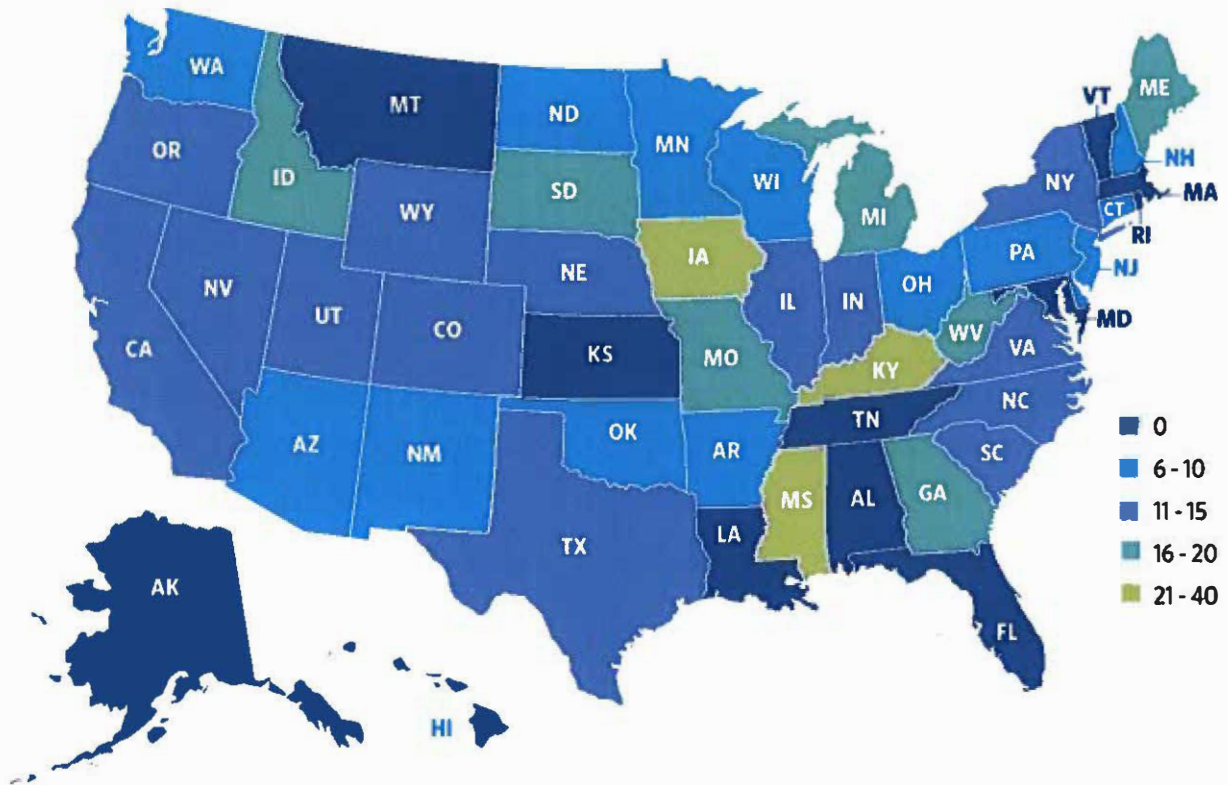 WA
MT
ND
MN
VT
ME
OR
ID
SD
WI
MI
NY
NH
MA
WY
CT
RI
IA
NE
PA
NJ
NV
UT
CO
IL
IN
OH
WV
MD
CA
KS
MO
KY
VA
NC
TN
AZ
NM
OK
AR
SC
MS
AL
GA
TX
LA
FL
AK
HI
0
6 - 10
11 - 15
16 - 20
21 - 40